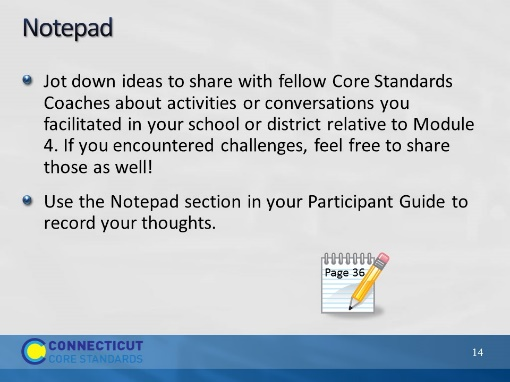 Notepad
Jot down ideas to share with fellow Core Standards
Coaches about activities or conversations you
facilitated in your school or district relative to Module
4. If you encountered challenges, feel free to share
those as well!
Use the Notepad section in your Participant Guide to
record your thoughts.
Page 36
CONNECTICUT
CORE STANDARDS
14